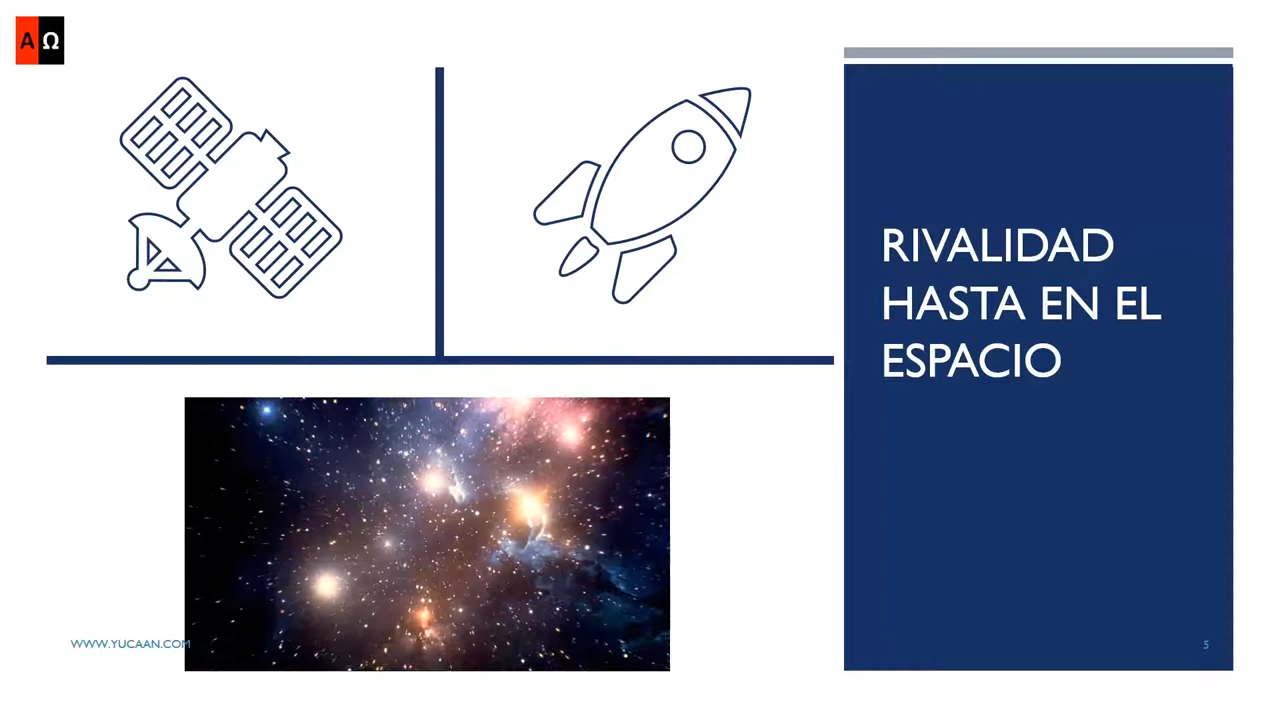 AΩ
RIVALIDAD
HASTA EN EL
ESPACIO
WWW.YUCAAN.COM
5